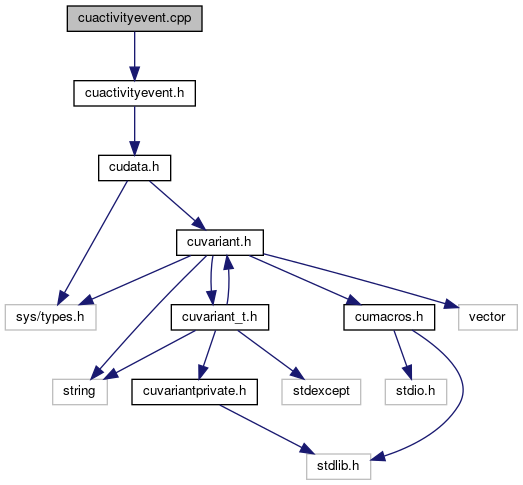 cuactivityevent.cpp
cuactivityevent.h
cudata.h
cuvariant.h
sys/types.h
cuvariant_t.h
cumacros.h
vector
string
cuvariantprivate.h
stdexcept
stdio.h
stdlib.h